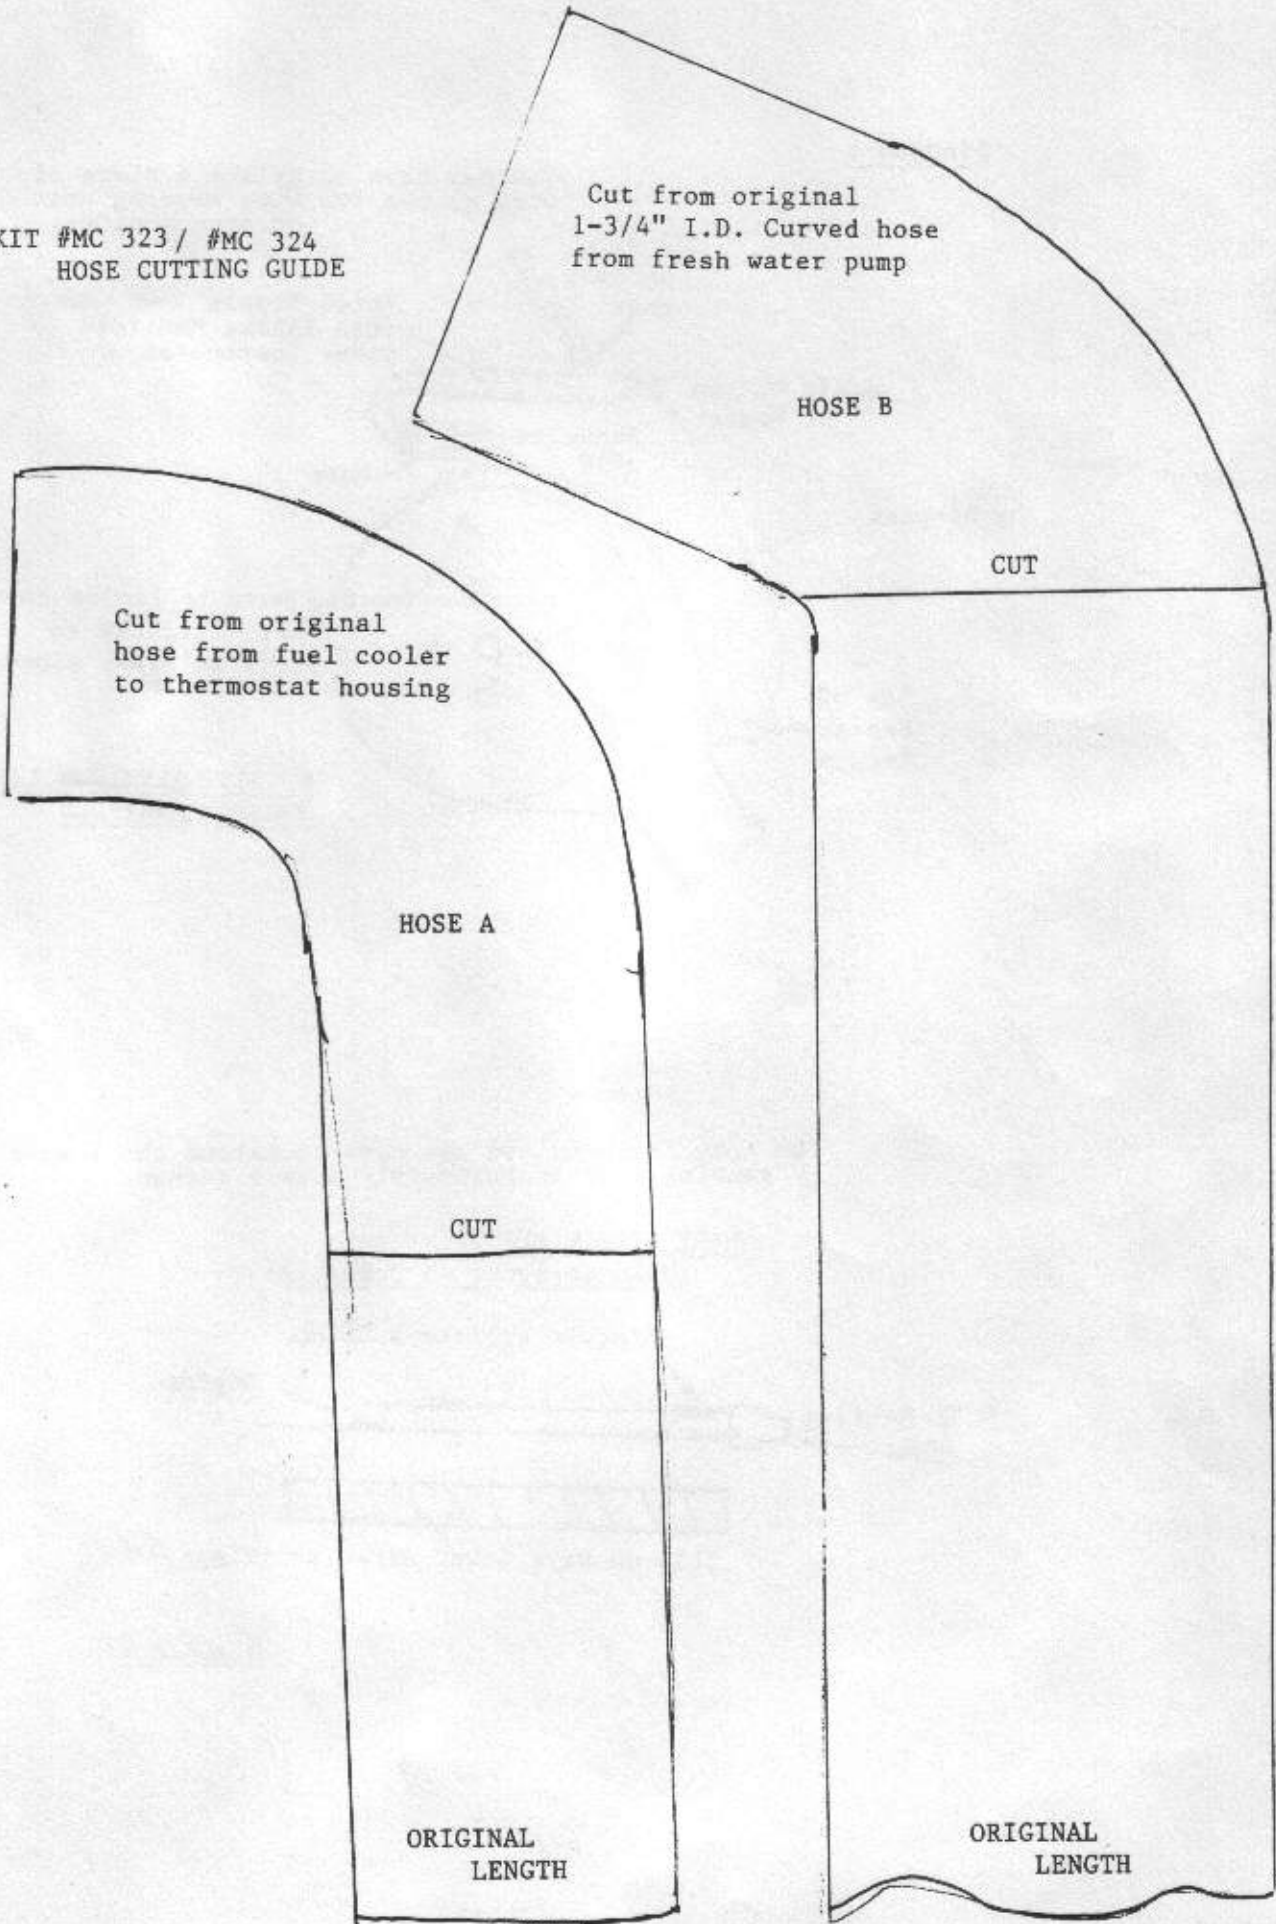 KIT #MC 323 / #MC 324
HOSE CUTTING GUIDE
Cut from original
1-3/4" I.D. Curved hose
from fresh water pump
HOSE B
CUT
Cut from original
hose from fuel cooler
to thermostat housing
HOSE A
CUT
ORIGINAL
LENGTH
ORIGINAL
LENGTH